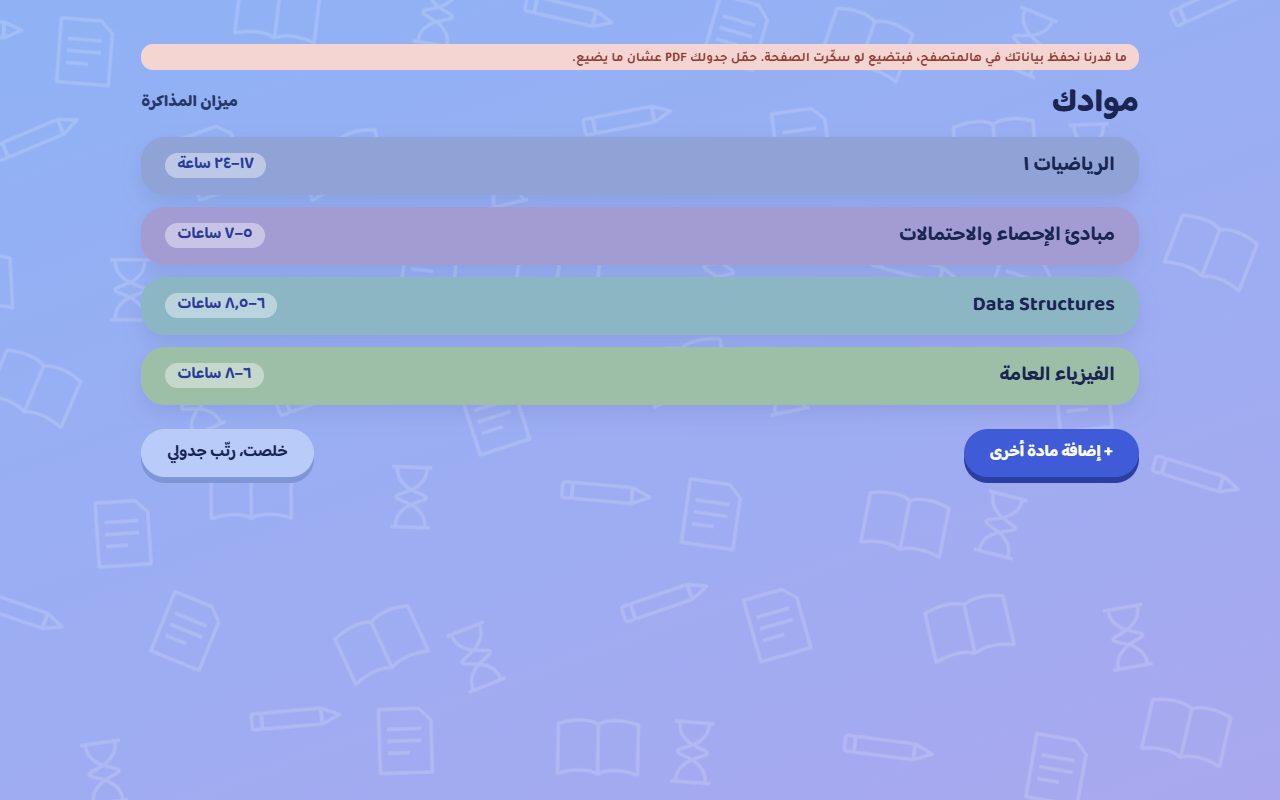 ما قدرنا نحفظ بياناتك في هالمتصفح، فبتضيع لو سكّرت الصفحة. حمّل جدولك PDF عشان ما يضيع.
موادك
ميزان المذاكرة
الرياضيات ١
١٧–٢٤ ساعة
مبادئ الإحصاء والاحتمالات
٥–٧ ساعات
Data Structures
٦–٨,٥ ساعات
الفيزياء العامة
٦–٨ ساعات
+ إضافة مادة أخرى
خلصت، رتّب جدولي